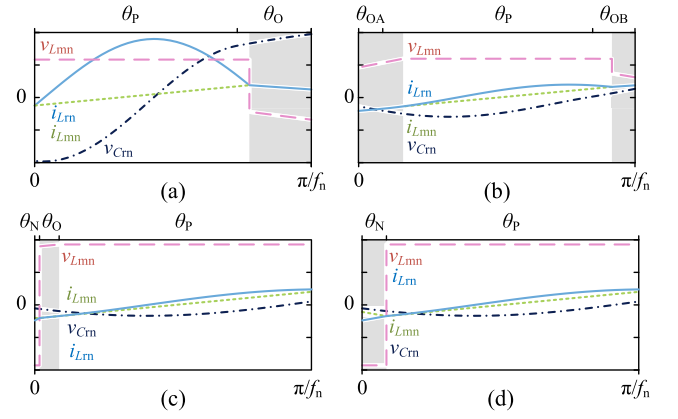 θP θO
vLmn
0
iLrn
iLmn
vCrn
0 π/fn
(a)
θOA θP θOB
vLmn
0
iLrn
iLmn
vCrn
0 π/fn
(b)
θN θO θP
vLmn
iLmn
0
vCrn
iLrn
0 π/fn
(c)
θN θP
vLmn
iLrn
0
iLmn
vCrn
0 π/fn
(d)